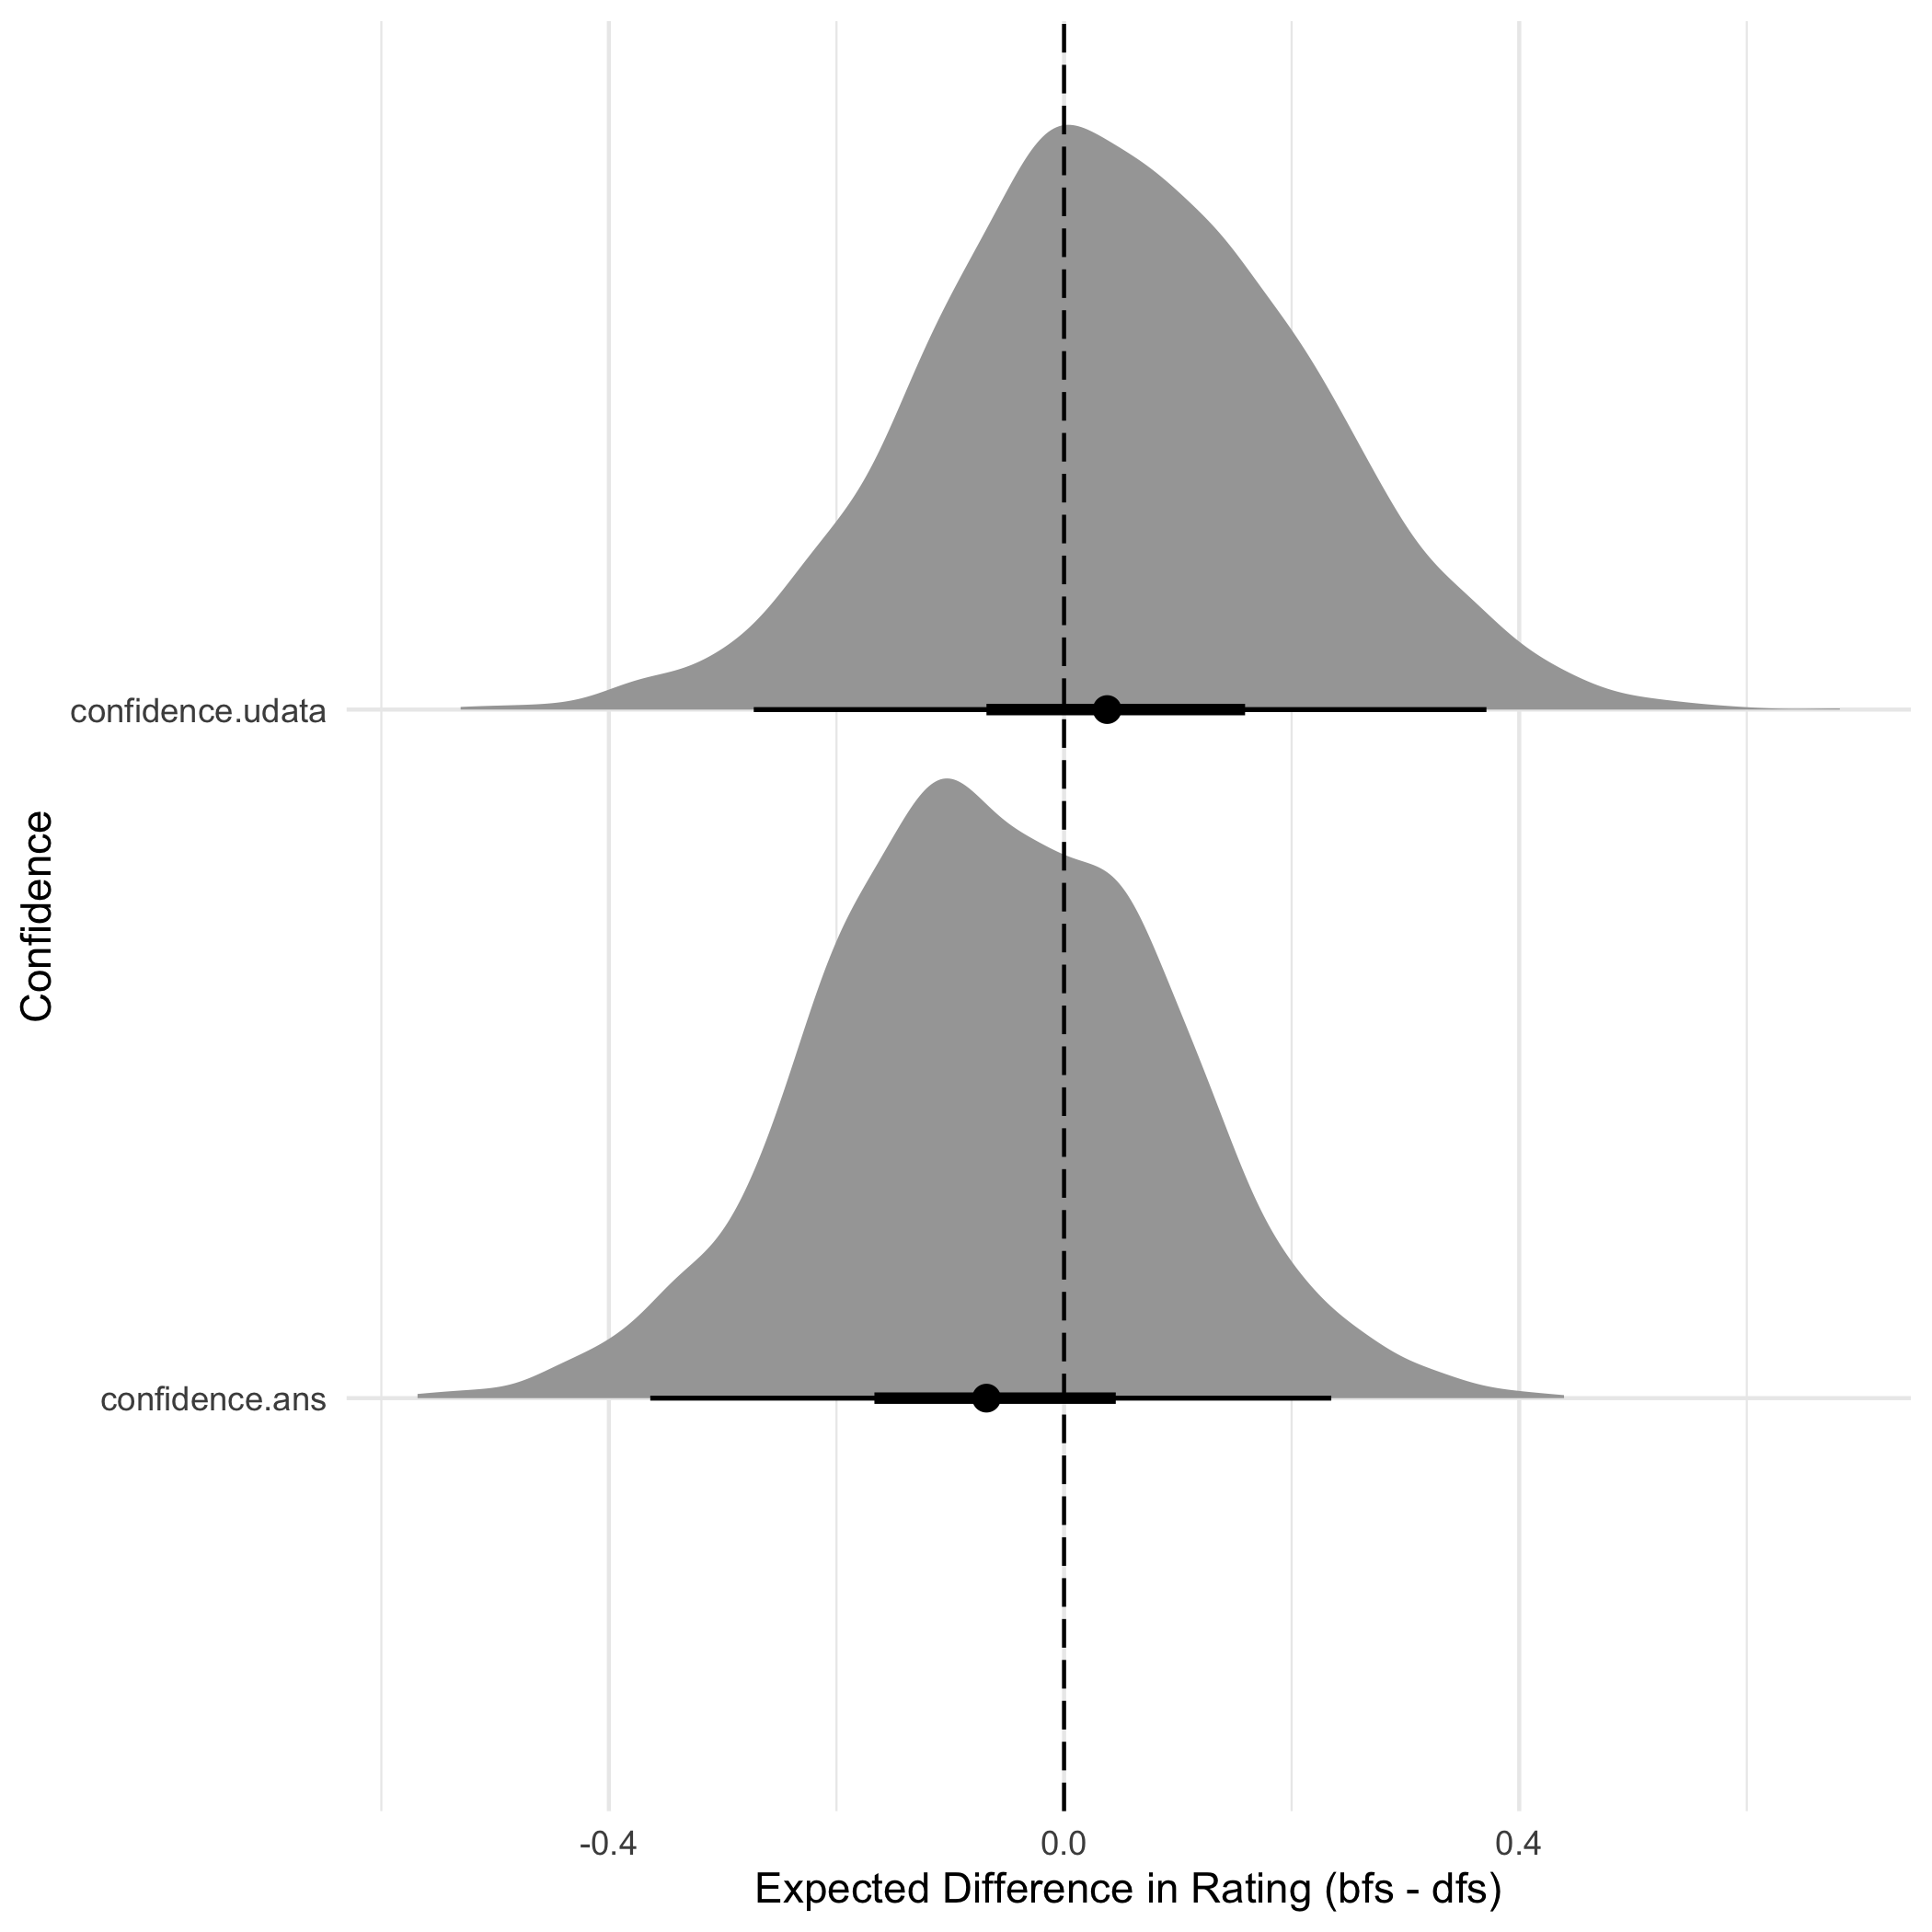 confidence.udata
Confidence
confidence.ans
-0.4
0.0
0.4
Expected Difference in Rating (bfs - dfs)